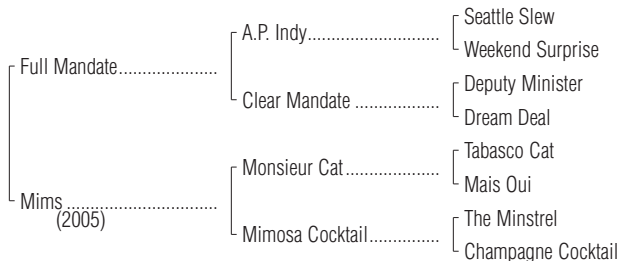 Seattle Slew
A.P. Indy
Weekend Surprise
Full Mandate
Deputy Minister
Clear Mandate
Dream Deal
Tabasco Cat
Monsieur Cat
Mais Oui
Mims
(2005)
The Minstrel
Mimosa Cocktail
Champagne Cocktail